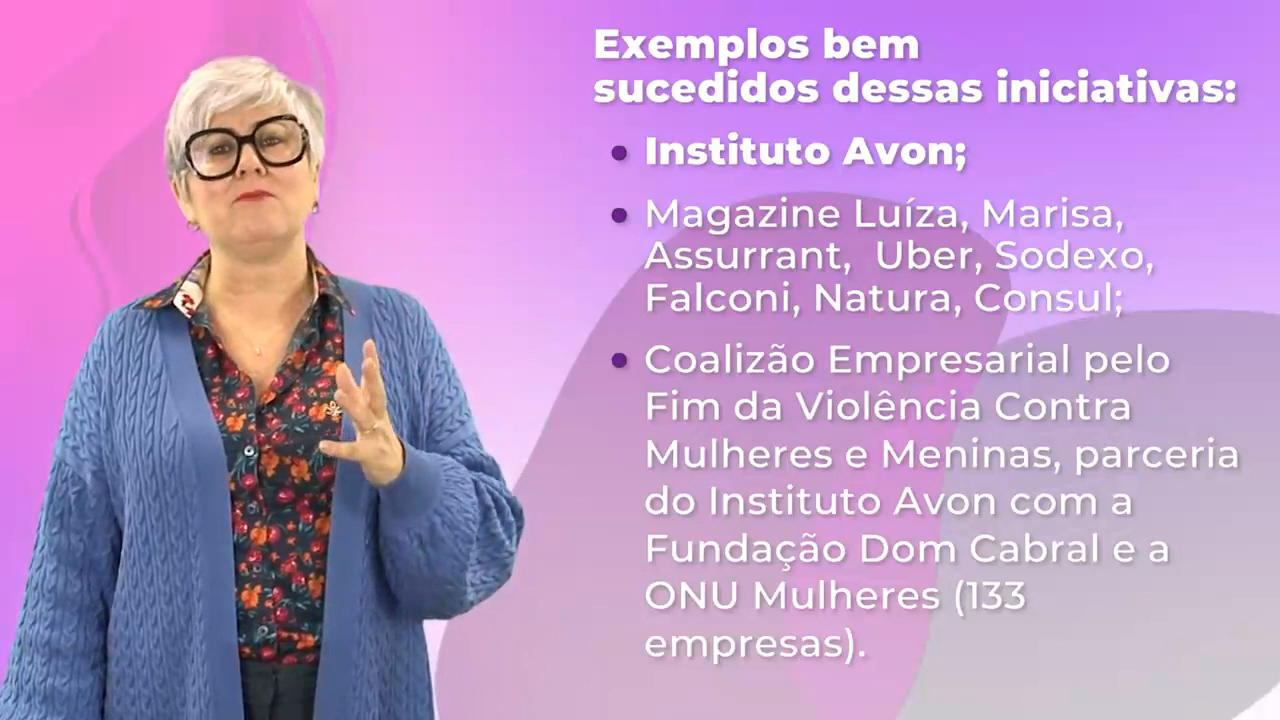 Exemplos bem
sucedidos dessas iniciativas:
• Instituto Avon;
• Magazine Luíza, Marisa,
Assurrant,  Uber, Sodexo,
Falconi, Natura, Consul;
• Coalizão Empresarial pelo
Fim da Violência Contra
Mulheres e Meninas, parceria
do Instituto Avon com a
Fundação Dom Cabral e a
ONU Mulheres (133
empresas).